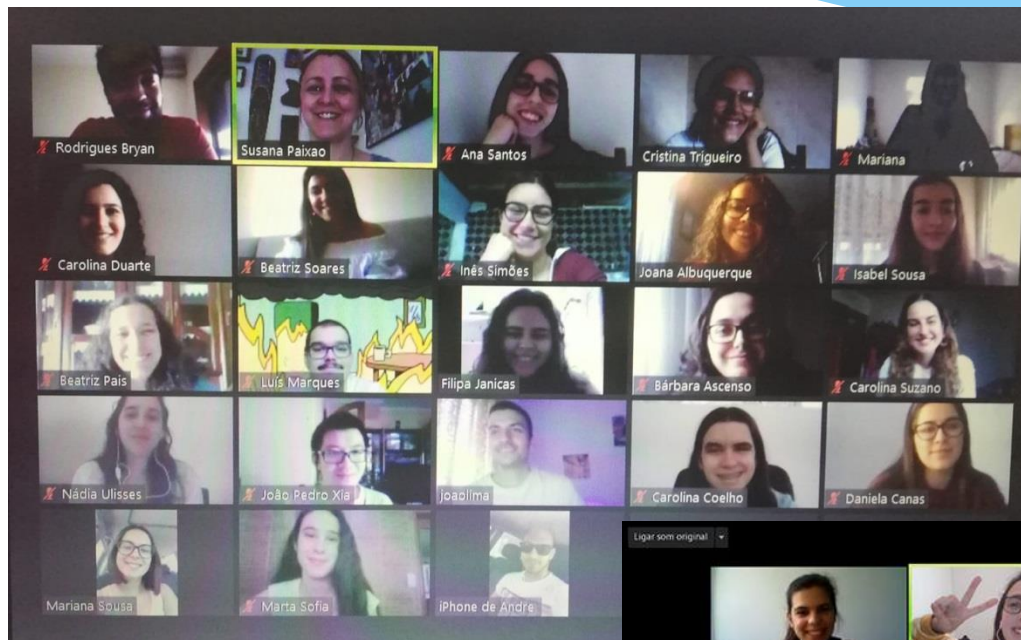 Rodrigues Bryan
Susana Paixao
Ana Santos
Cristina Trigueiro
Mariana
Carolina Duarte
Beatriz Soares
Inês Simões
Joana Albuquerque
Isabel Sousa
Beatriz Pais
Luís Marques
Filipa Janicas
Bárbara Ascenso
Carolina Suzano
Nádia Ulisses
João Pedro Xia
joaolima
Carolina Coelho
Daniela Canas
Mariana Sousa
Marta Sofia
iPhone de Andre
Ligar som original